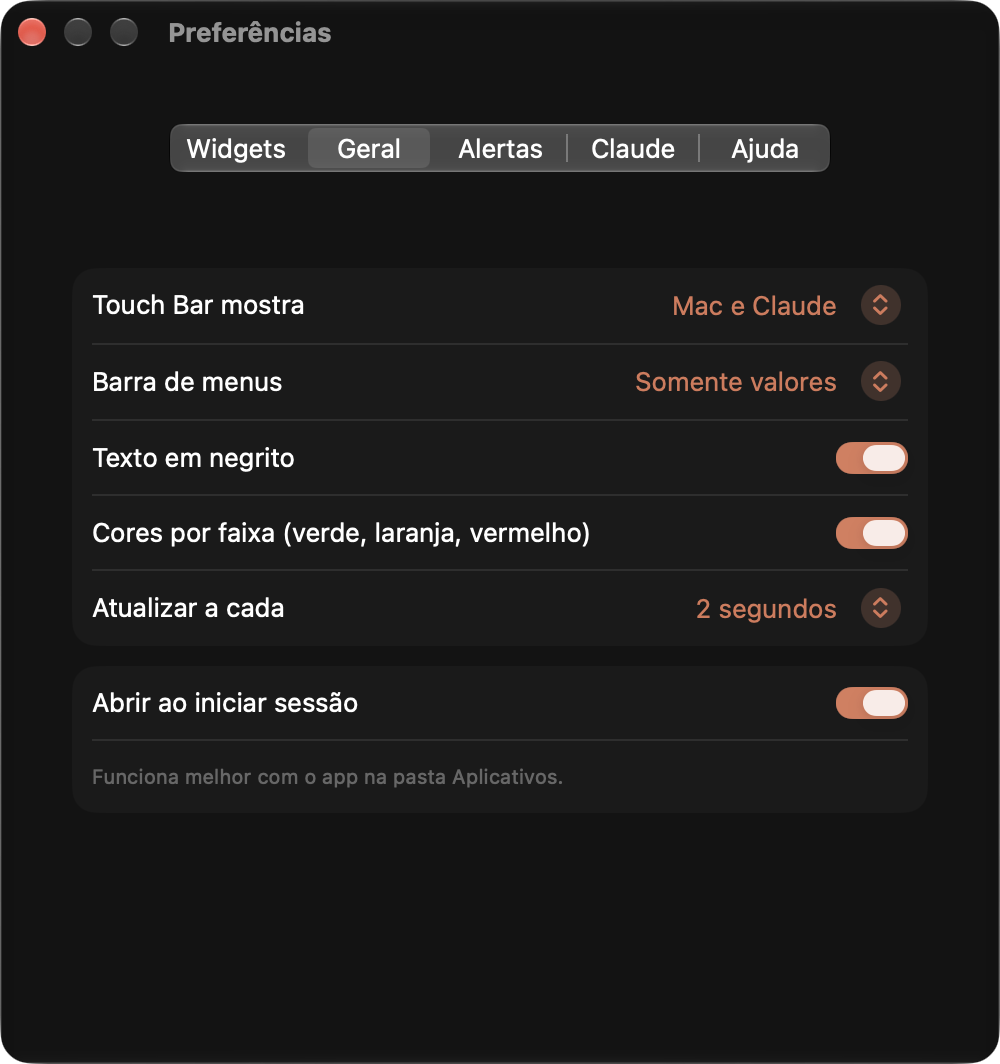 Preferências
Widgets Geral Alertas Claude Ajuda
Touch Bar mostra Mac e Claude
Barra de menus Somente valores
Texto em negrito
Cores por faixa (verde, laranja, vermelho)
Atualizar a cada 2 segundos
Abrir ao iniciar sessão
Funciona melhor com o app na pasta Aplicativos.